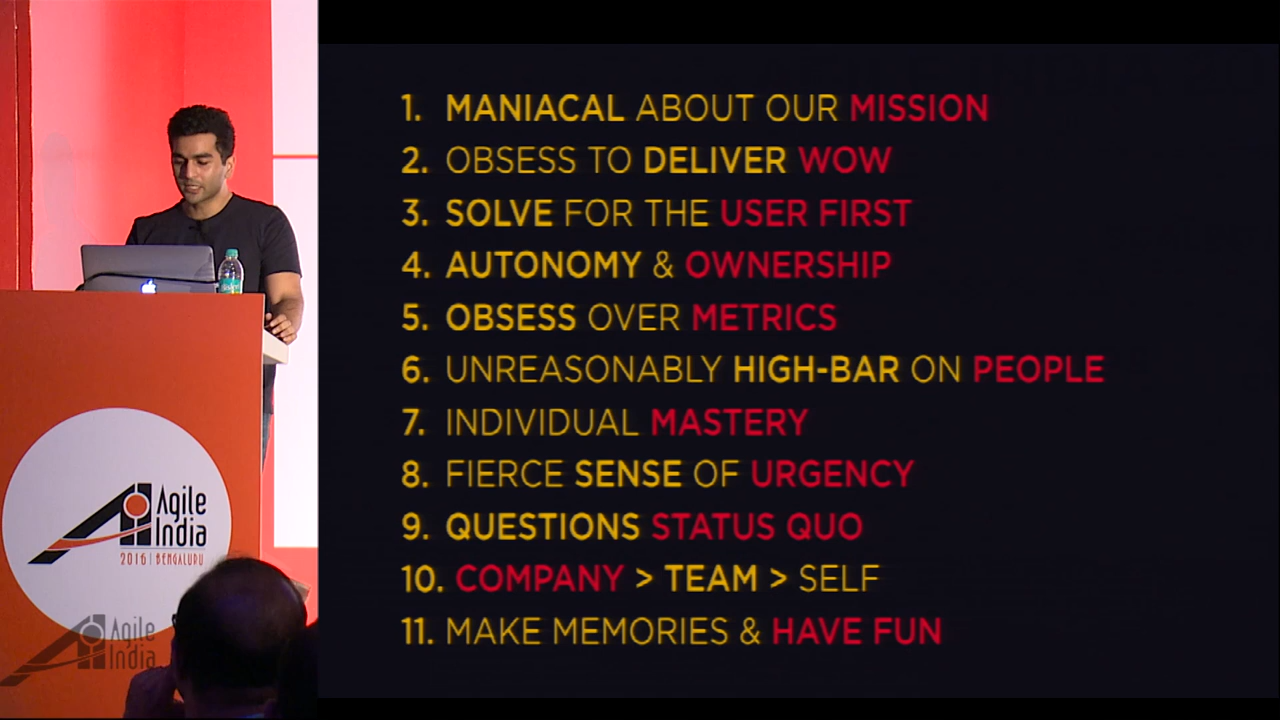 1. MANIACAL ABOUT OUR MISSION
2. OBSESS TO DELIVER WOW
3. SOLVE FOR THE USER FIRST
4. AUTONOMY & OWNERSHIP
5. OBSESS OVER METRICS
6. UNREASONABLY HIGH-BAR ON PEOPLE
7. INDIVIDUAL MASTERY
8. FIERCE SENSE OF URGENCY
9. QUESTIONS STATUS QUO
10. COMPANY > TEAM > SELF
11. MAKE MEMORIES & HAVE FUN
Agile
India
2016 | BENGALURU
Agile
India